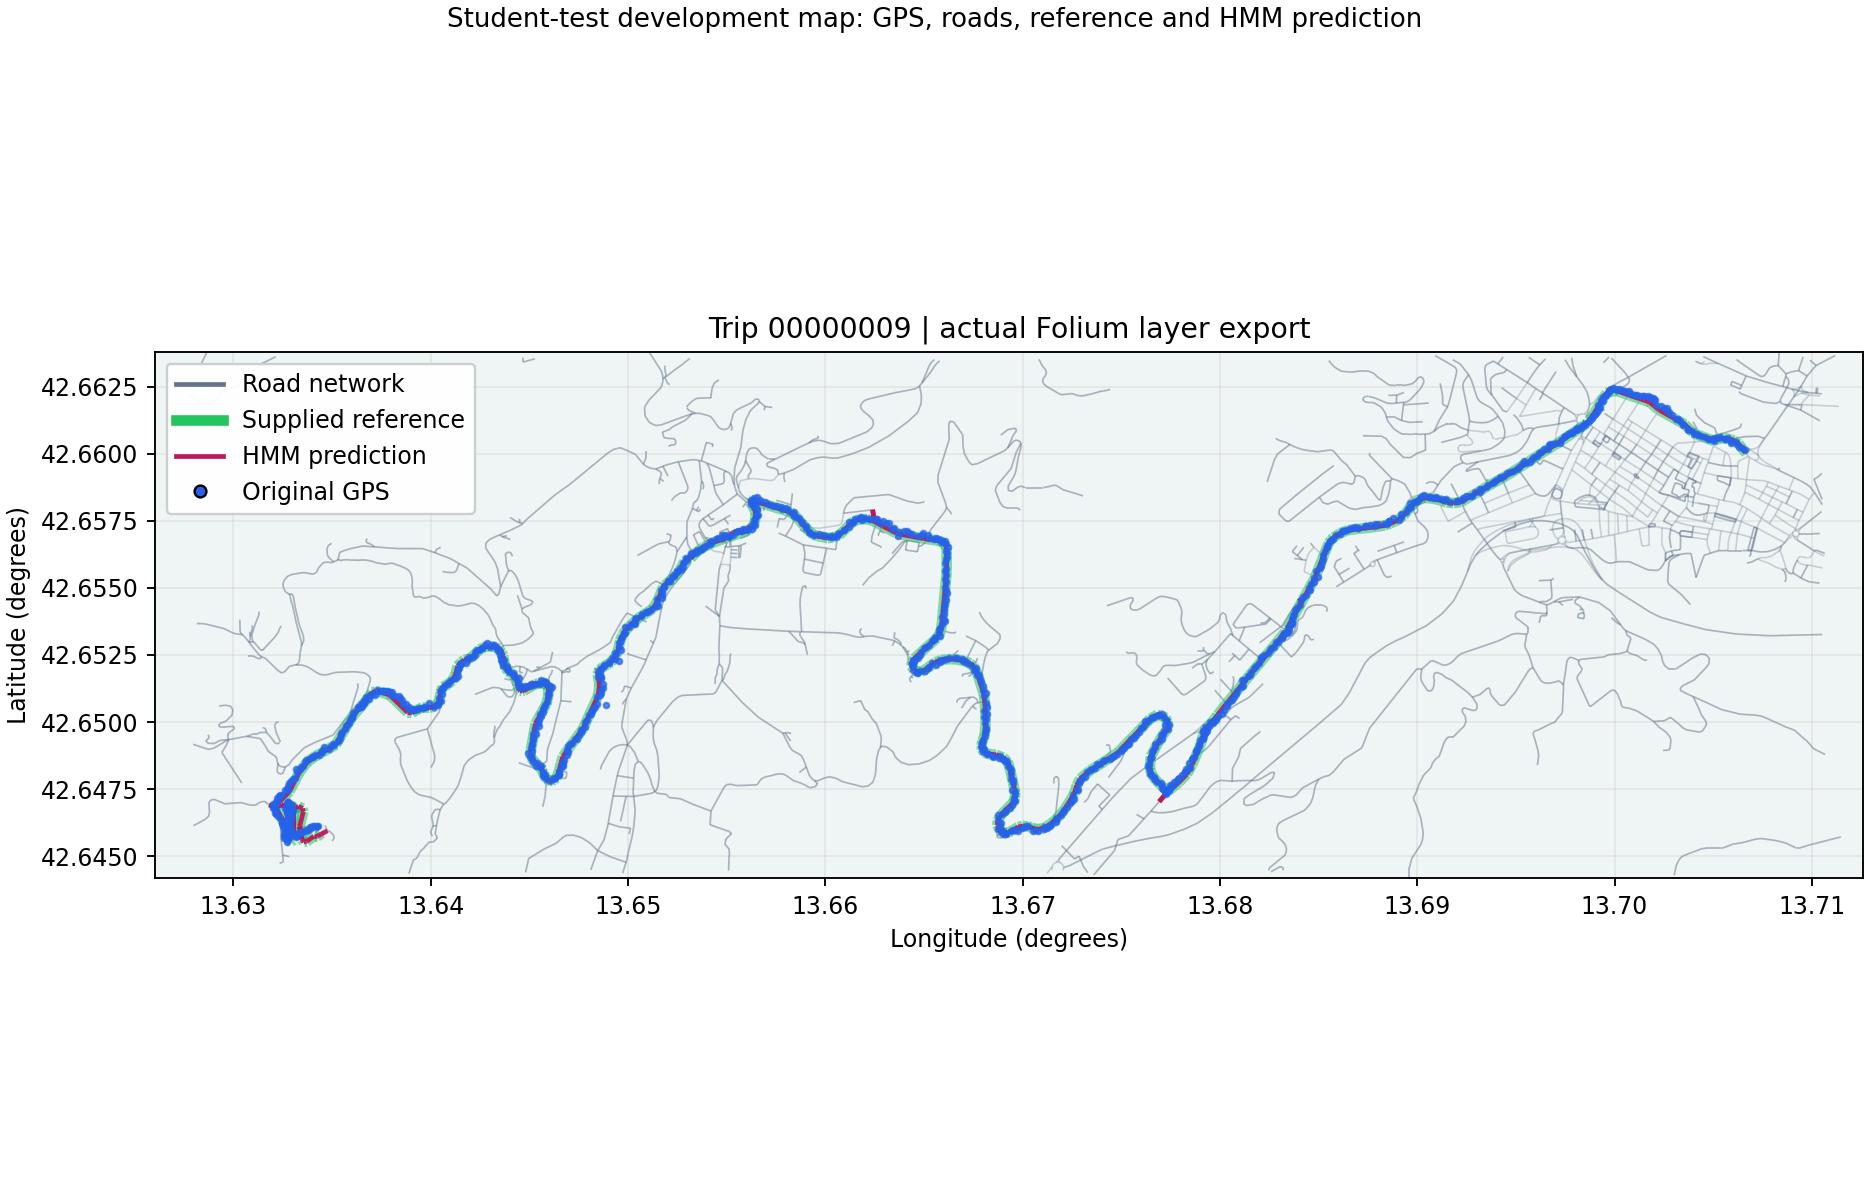 Student-test development map: GPS, roads, reference and HMM prediction
Trip 00000009 | actual Folium layer export
Road network
Supplied reference
HMM prediction
Original GPS
Latitude (degrees)
42.6625
42.6600
42.6575
42.6550
42.6525
42.6500
42.6475
42.6450
13.63 13.64 13.65 13.66 13.67 13.68 13.69 13.70 13.71
Longitude (degrees)